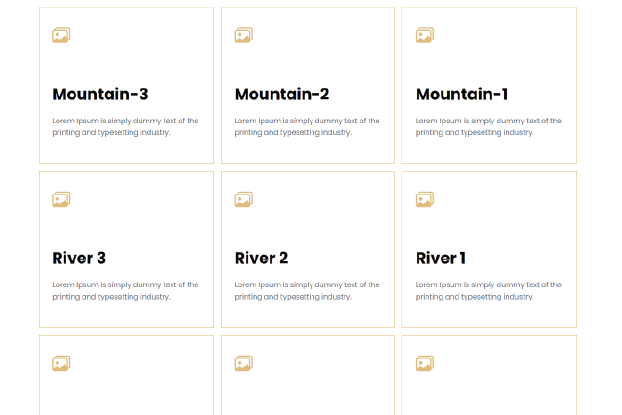 Mountain-3
Lorem Ipsum is simply dummy text of the
printing and typesetting industry.
Mountain-2
Lorem Ipsum is simply dummy text of the
printing and typesetting industry.
Mountain-1
Lorem Ipsum is simply dummy text of the
printing and typesetting industry.
River 3
Lorem Ipsum is simply dummy text of the
printing and typesetting industry.
River 2
Lorem Ipsum is simply dummy text of the
printing and typesetting industry.
River 1
Lorem Ipsum is simply dummy text of the
printing and typesetting industry.